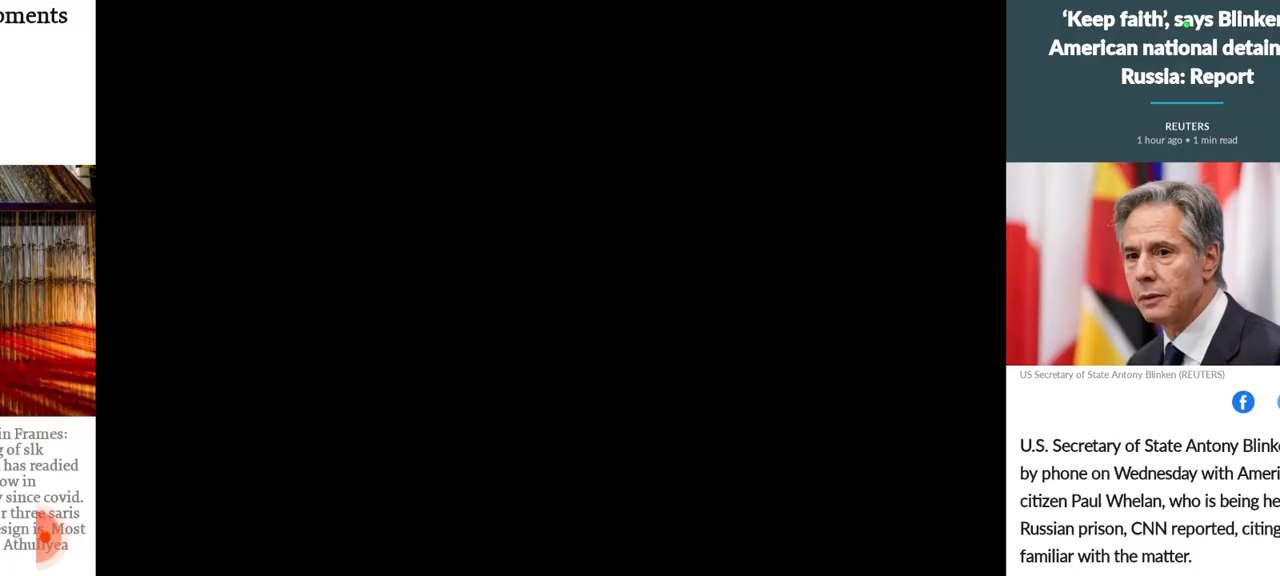 oments
in Frames:
g of slk
has readied
ow in
since covid.
r three saris
esign is. Most
Athuliyea
‘Keep faith’, says Blinken
American national detain
Russia: Report
REUTERS
1 hour ago • 1 min read
US Secretary of State Antony Blinken (REUTERS)
U.S. Secretary of State Antony Blinke
by phone on Wednesday with Ameri
citizen Paul Whelan, who is being he
Russian prison, CNN reported, citing
familiar with the matter.